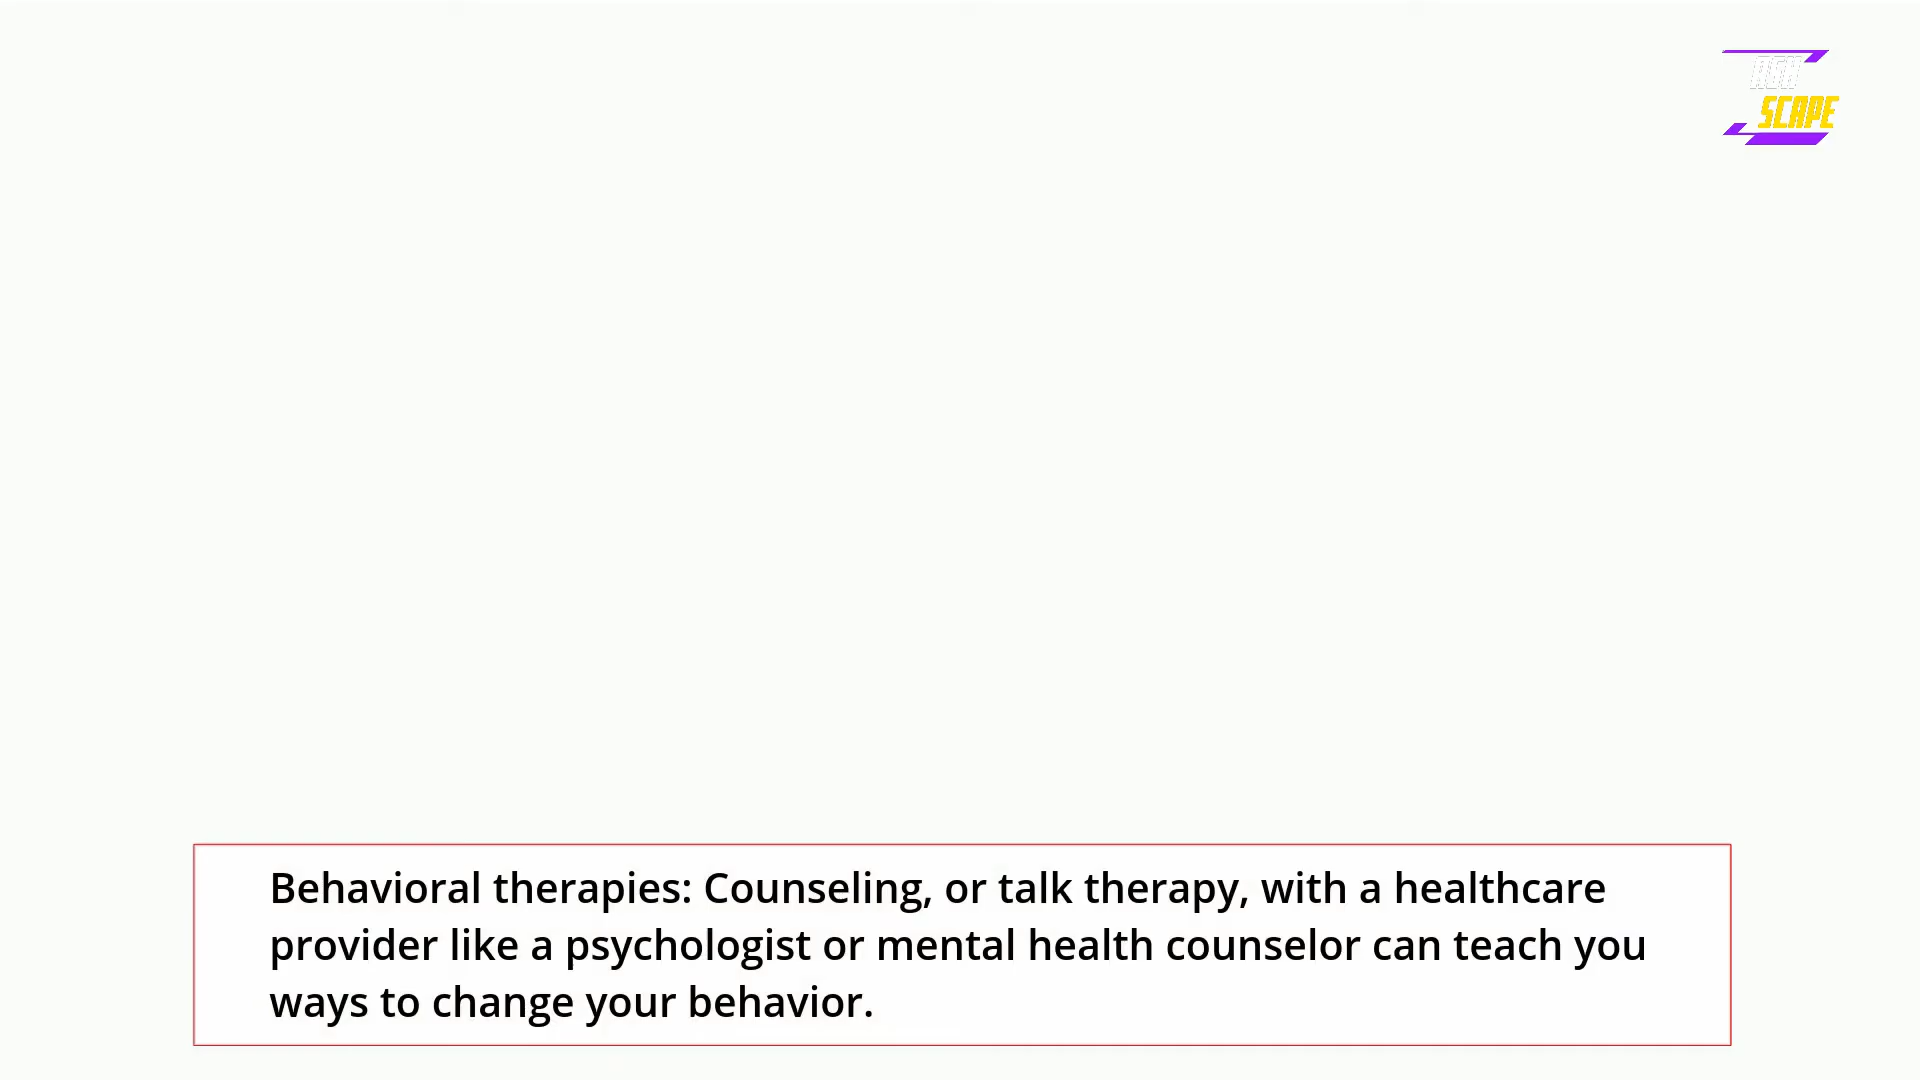 SCAPE
Behavioral therapies: Counseling, or talk therapy, with a healthcare
provider like a psychologist or mental health counselor can teach you
ways to change your behavior.